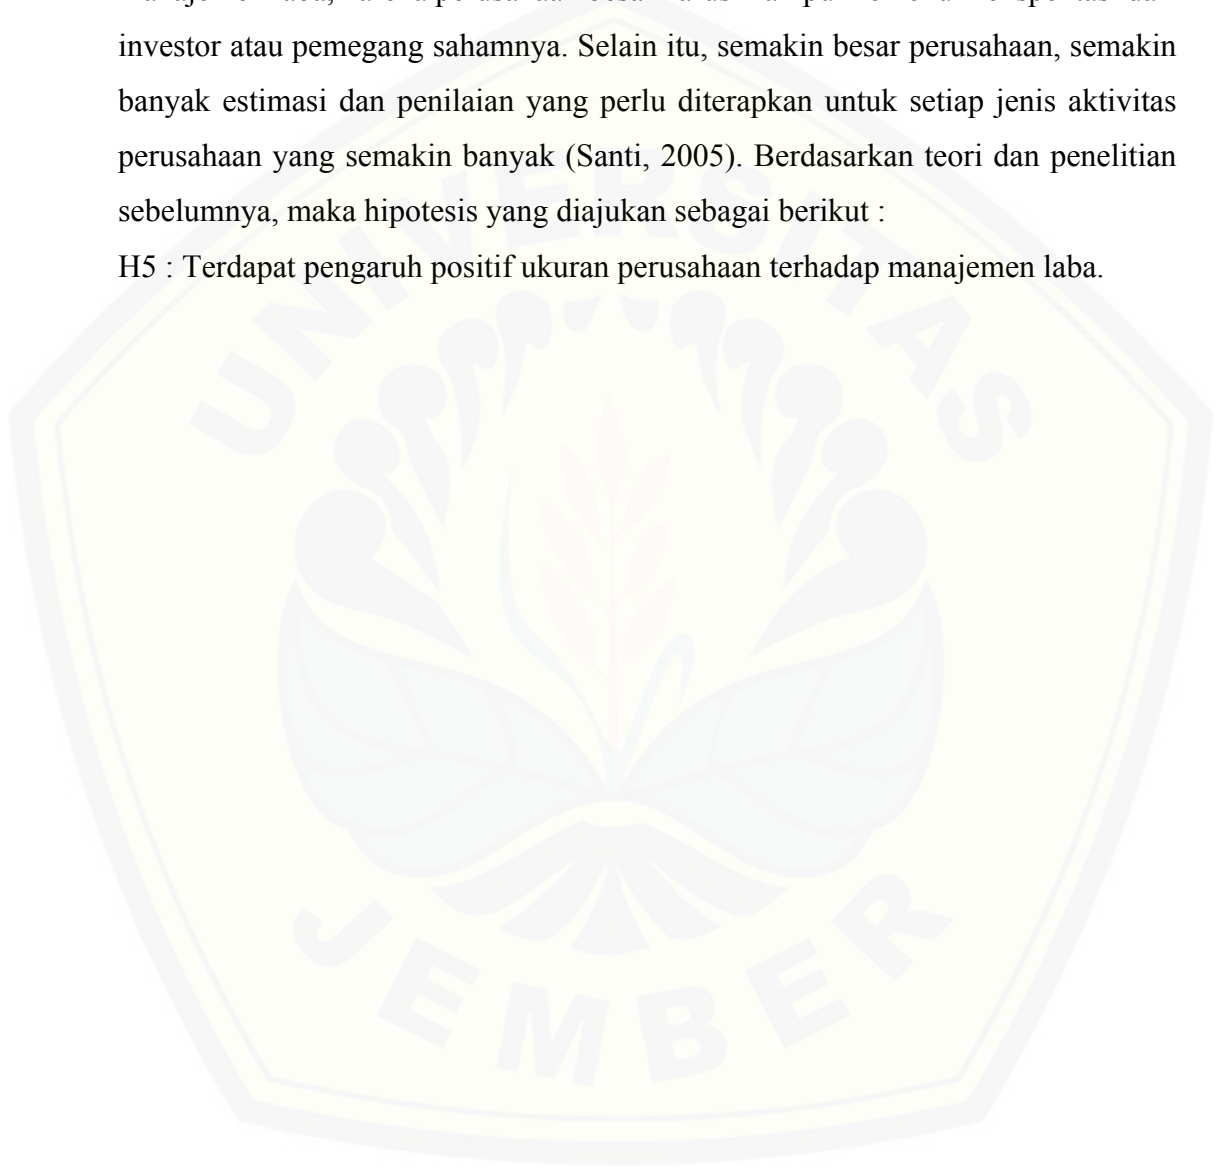 investor atau pemegang sahamnya. Selain itu, semakin besar perusahaan, semakin
banyak estimasi dan penilaian yang perlu diterapkan untuk setiap jenis aktivitas
perusahaan yang semakin banyak (Santi, 2005). Berdasarkan teori dan penelitian
sebelumnya, maka hipotesis yang diajukan sebagai berikut :
H5 : Terdapat pengaruh positif ukuran perusahaan terhadap manajemen laba.
UNIVERSITAS
JEMBER